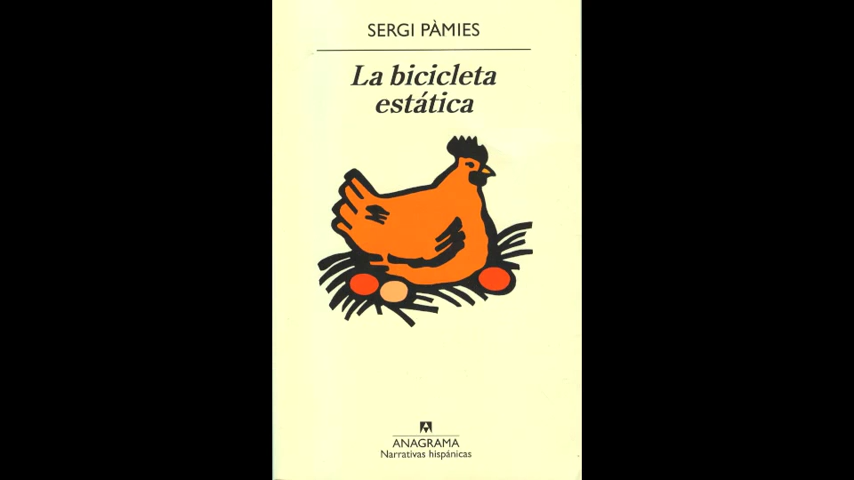 SERGI PÀMIES
La bicicleta
estática
ANAGRAMA
Narrativas hispánicas